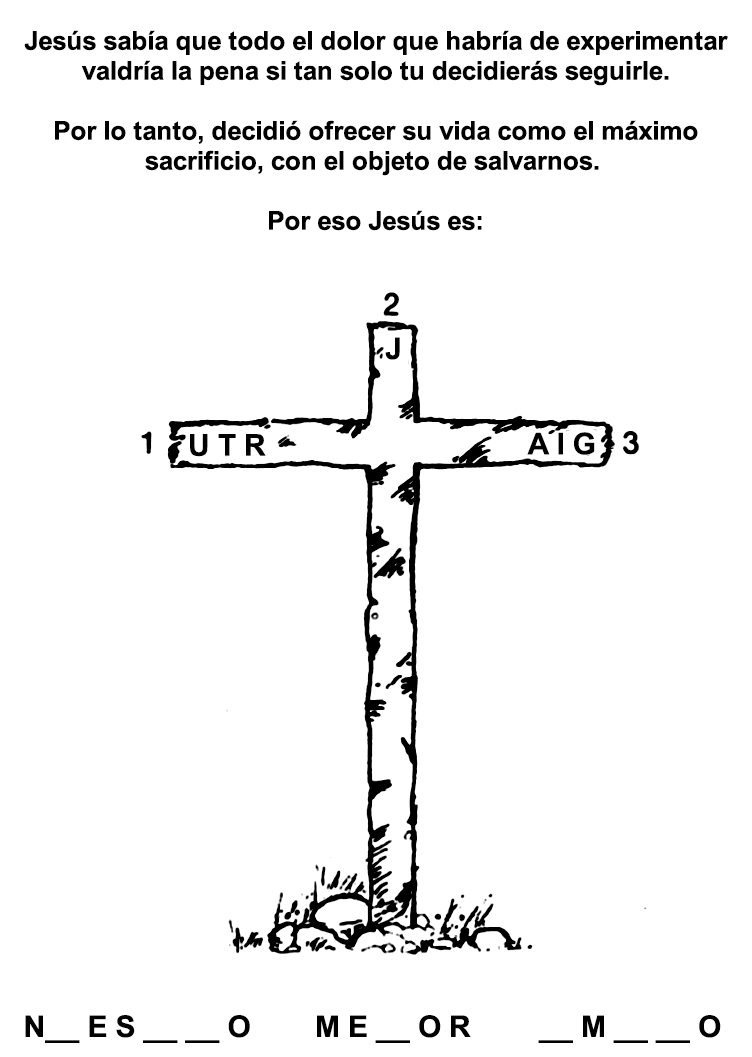 Jesús sabía que todo el dolor que habría de experimentar
valdría la pena si tan solo tu decidierás seguirle.
Por lo tanto, decidió ofrecer su vida como el máximo
sacrificio, con el objeto de salvarnos.
Por eso Jesús es:
2
J
1 U T R A I G 3
N__ E S __ __ O M E __ O R __ M __ __ O